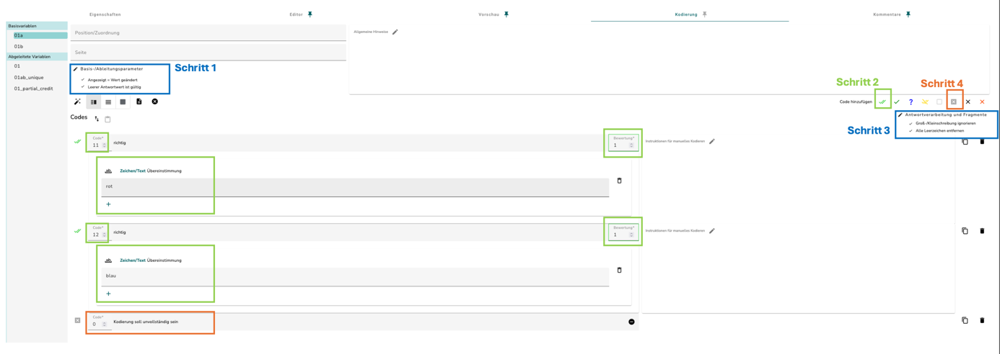 Eigenschaften
Editor
Vorschau
Kodierung
Kommentare
Basisvariablen
01a
01b
Abgeleitete Variablen
01
01ab_unique
01_partial_credit
Position/Zuordnung
Seite
Allgemeine Hinweise
Basis-/Ableitungsparameter
Angezeigt = Wert geändert
Leerer Antwortwert ist gültig
Schritt 1
Schritt 2
Schritt 4
Code hinzufügen
Schritt 3
Antwortverarbeitung und Fragmente
Groß-/Kleinschreibung ignorieren
Alle Leerzeichen entfernen
Codes
Code*
11
richtig
Bewertung*
1
Instruktionen für manuelles Kodieren
Zeichen/Text Übereinstimmung
rot
Code*
12
richtig
Bewertung*
1
Instruktionen für manuelles Kodieren
Zeichen/Text Übereinstimmung
blau
Code*
0
Kodierung soll unvollständig sein